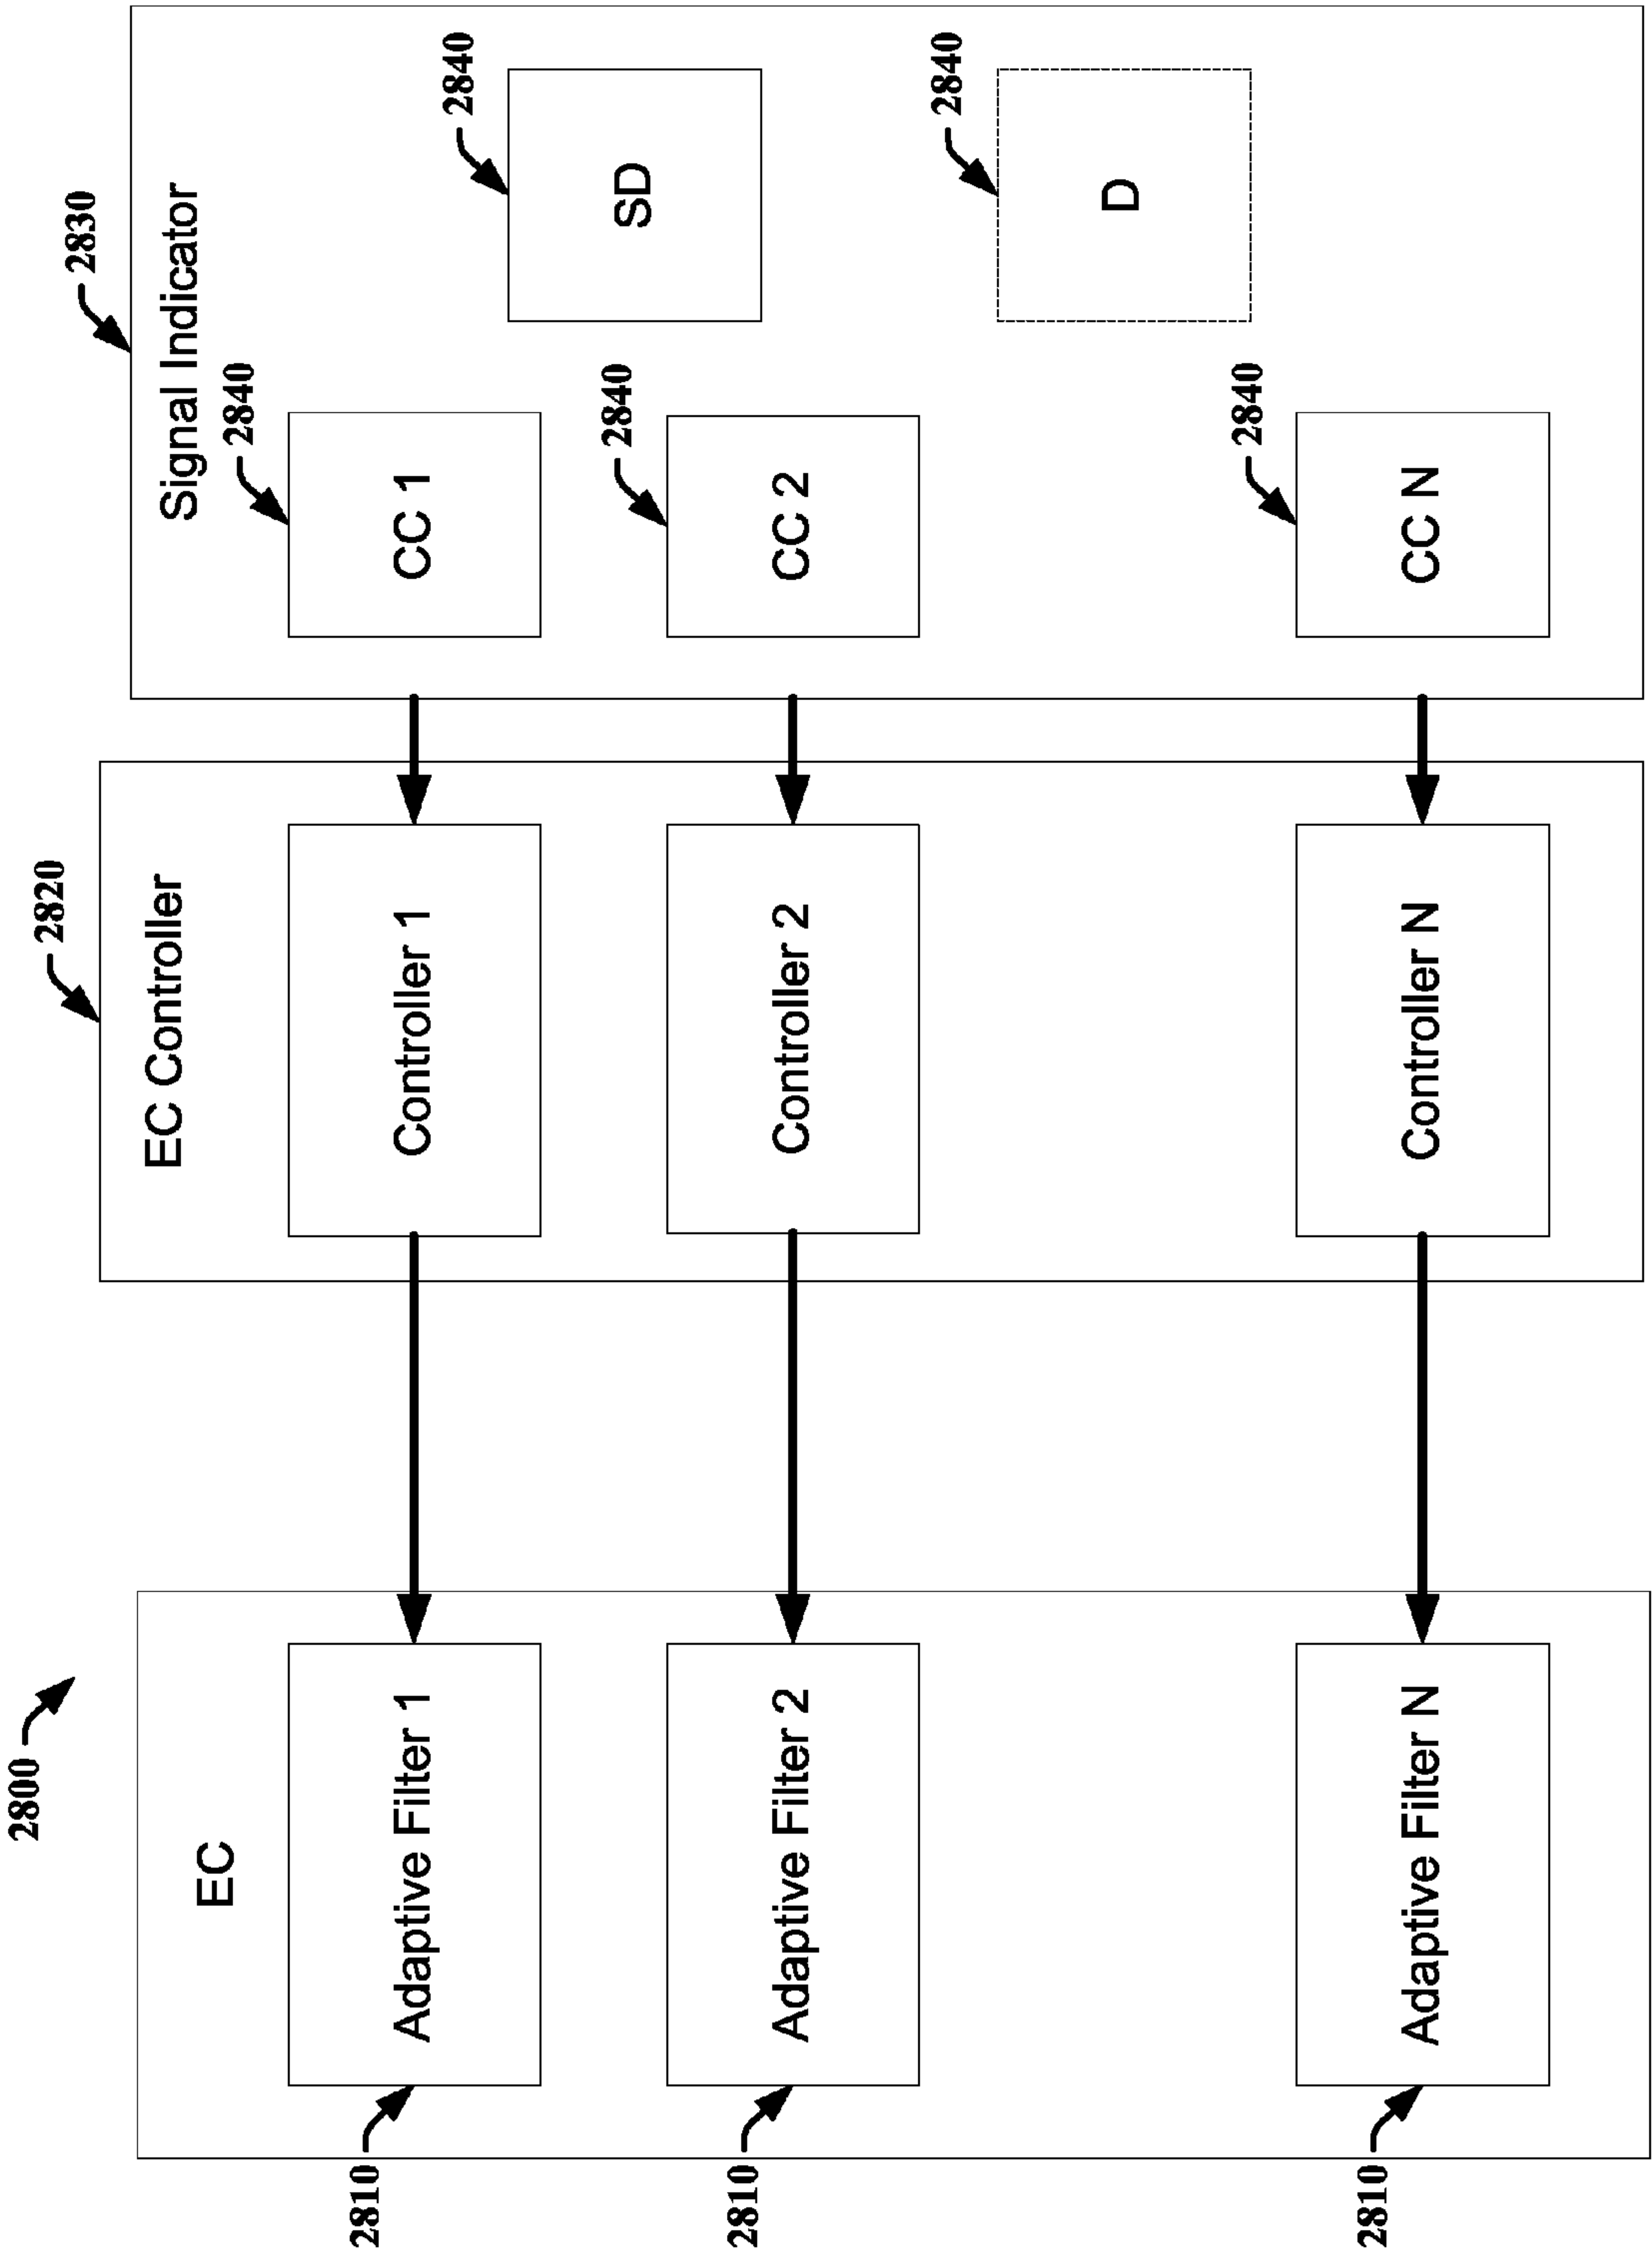 2800
2820
2830
EC
EC Controller
Signal Indicator
2840
2810
Adaptive Filter 1
Controller 1
CC 1
2840
2840
SD
2810
Adaptive Filter 2
Controller 2
CC 2
2840
D
2840
2810
Adaptive Filter N
Controller N
CC N